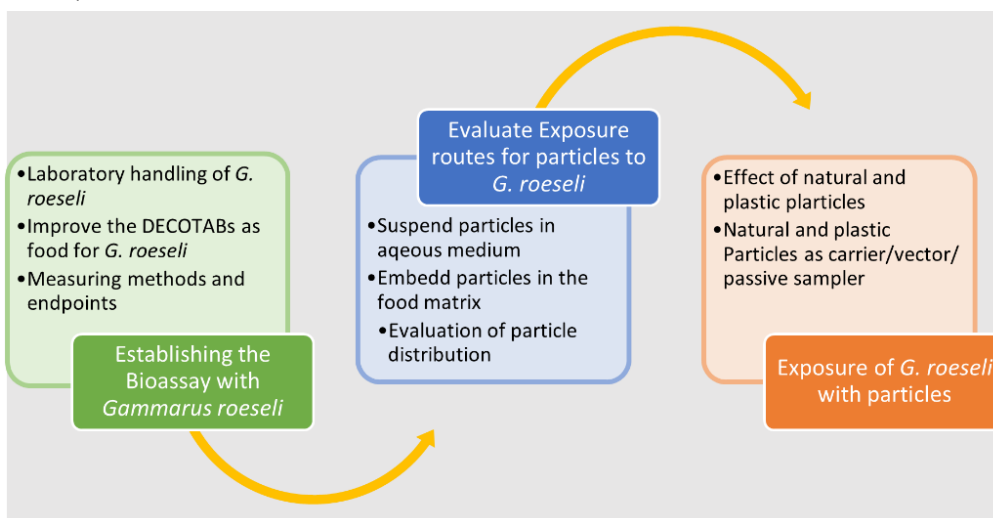 •Laboratory handling of G.
roeseli
•Improve the DECOTABs as
food for G. roeseli
•Measuring methods and
endpoints
Establishing the
Bioassay with
Gammarus roeseli
Evaluate Exposure
routes for particles to
G. roeseli
•Suspend particles in
aqeous medium
•Embedd particles in the
food matrix
•Evaluation of particle
distribution
•Effect of natural and
plastic plarticles
•Natural and plastic
Particles as carrier/vector/
passive sampler
Exposure of G. roeseli
with particles